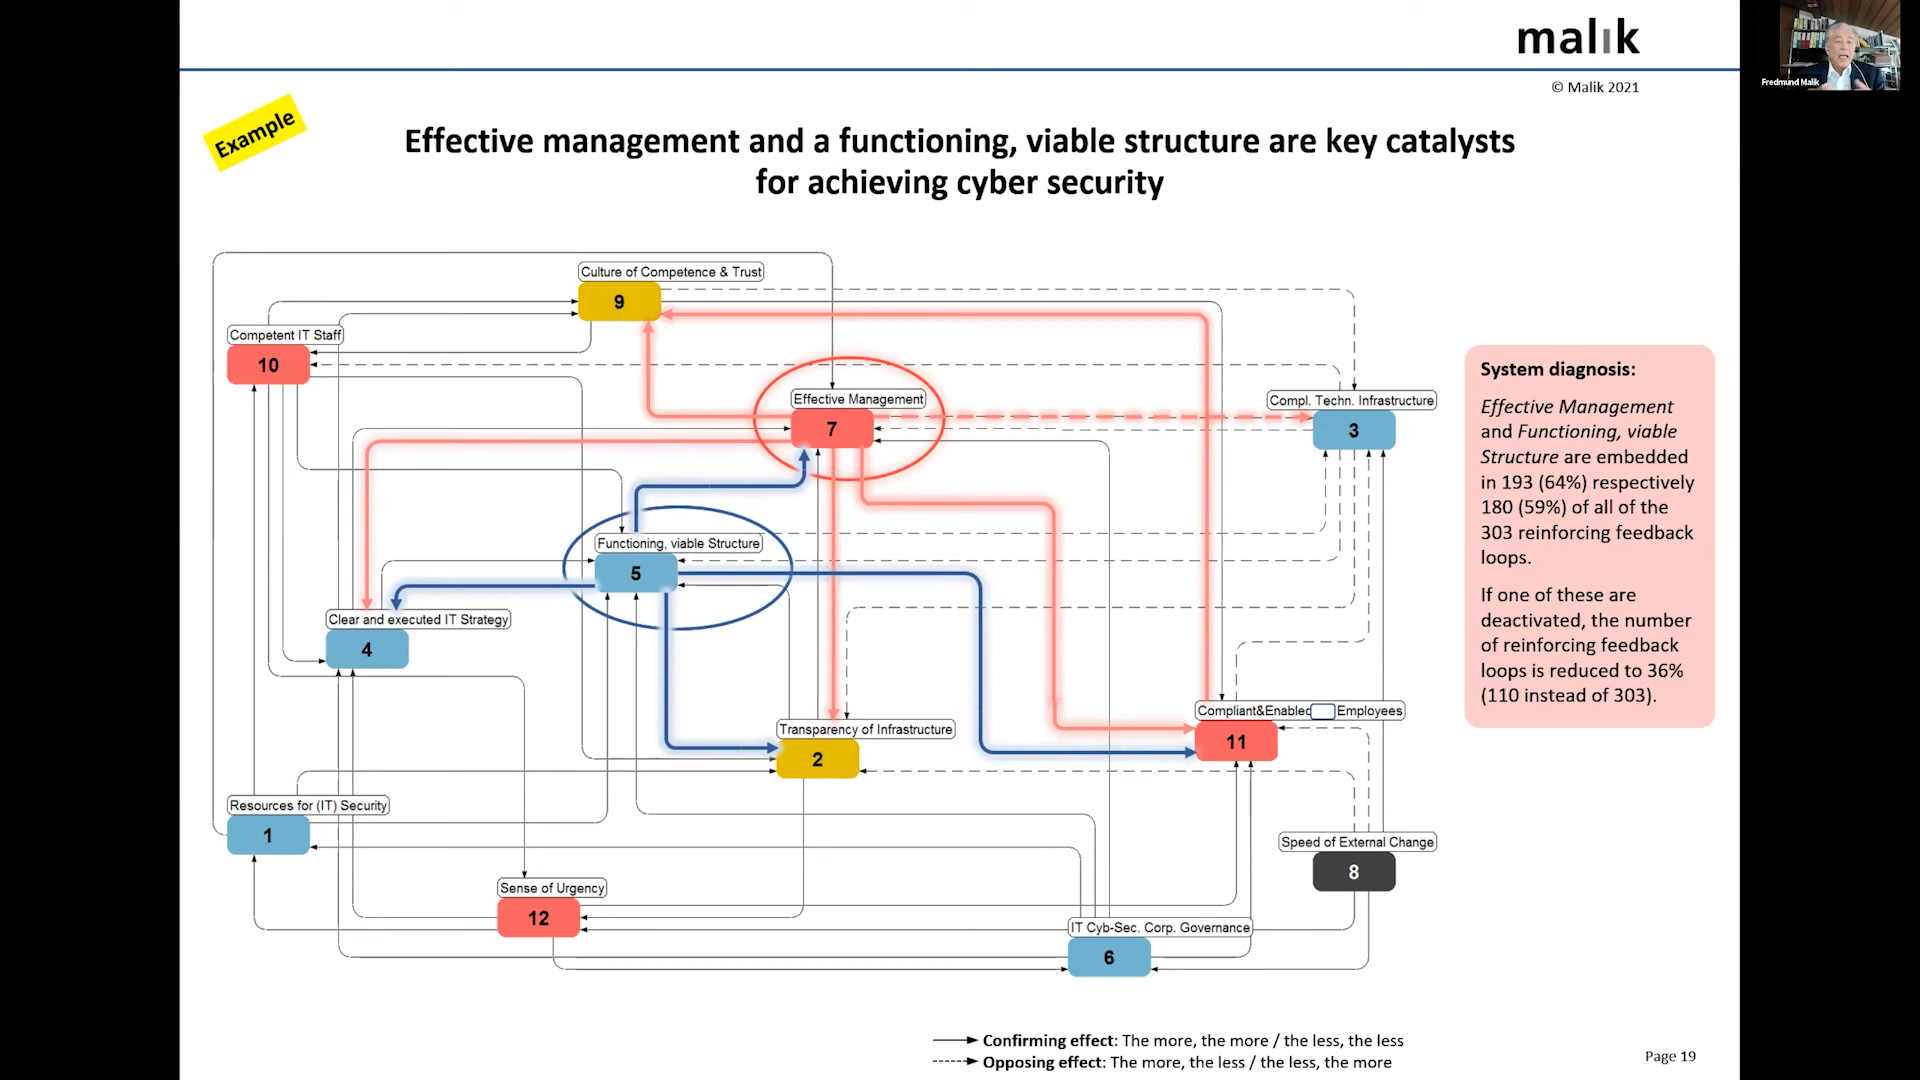 malık
Fredmund Malik
© Malik 2021
Example
Effective management and a functioning, viable structure are key catalysts
for achieving cyber security
Culture of Competence & Trust
9
Competent IT Staff
10
Effective Management
7
Compl. Techn. Infrastructure
3
Functioning, viable Structure
5
Clear and executed IT Strategy
4
Compliant&Enabled Employees
11
Transparency of Infrastructure
2
Resources for (IT) Security
1
Speed of External Change
8
Sense of Urgency
12
IT Cyb-Sec. Corp. Governance
6
System diagnosis:
Effective Management
and Functioning, viable
Structure are embedded
in 193 (64%) respectively
180 (59%) of all of the
303 reinforcing feedback
loops.
If one of these are
deactivated, the number
of reinforcing feedback
loops is reduced to 36%
(110 instead of 303).
Confirming effect: The more, the more / the less, the less
Opposing effect: The more, the less / the less, the more
Page 19